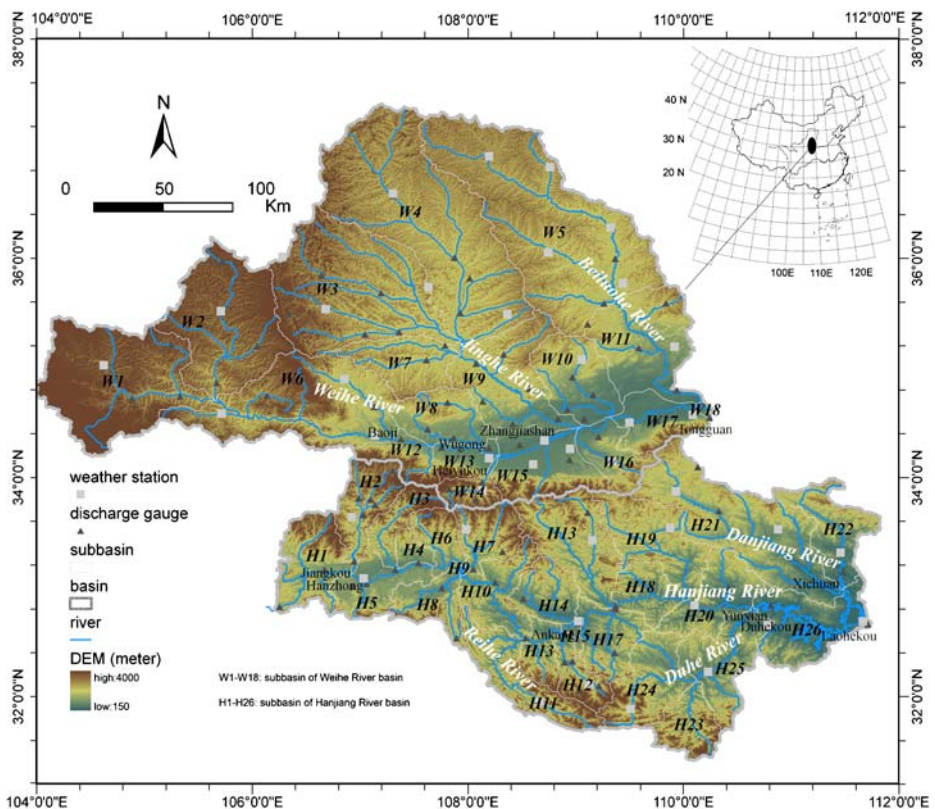 104°0'0"E
106°0'0"E
108°0'0"E
110°0'0"E
112°0'0"E
38°0'0"N
38°0'0"N
N
0 50 100
Km
40 N
30 N
20 N
100E 110E 120E
36°0'0"N
36°0'0"N
W4
W5
Beiluohe River
W3
W2
W11
W10
Jinghe River
W7
W9
W1
W6
Weihe River
W8
W18
W17
Tongguan
Zhangjiashan
Baoji
Wugong
W12
W13
Heiyukou
W15
W16
W14
34°0'0"N
34°0'0"N
weather station
discharge gauge
subbasin
basin
river
DEM (meter)
high:4000
low:150
H2
H3
H1
H4
H6
H7
H13
H19
H21
H22
Danjiang River
Jiangkou
Hanzhong
H9
H5
H8
H10
H14
H18
Hanjiang River
H20
Xichuan
Yunxian
Duhekou
H26
Laohekou
Ankang
H15
H13
H17
Reihe River
Duhe River
H25
H12
H11
H24
H23
W1-W18: subbasin of Weihe River basin
H1-H26: subbasin of Hanjiang River basin
32°0'0"N
32°0'0"N
104°0'0"E
106°0'0"E
108°0'0"E
110°0'0"E
112°0'0"E